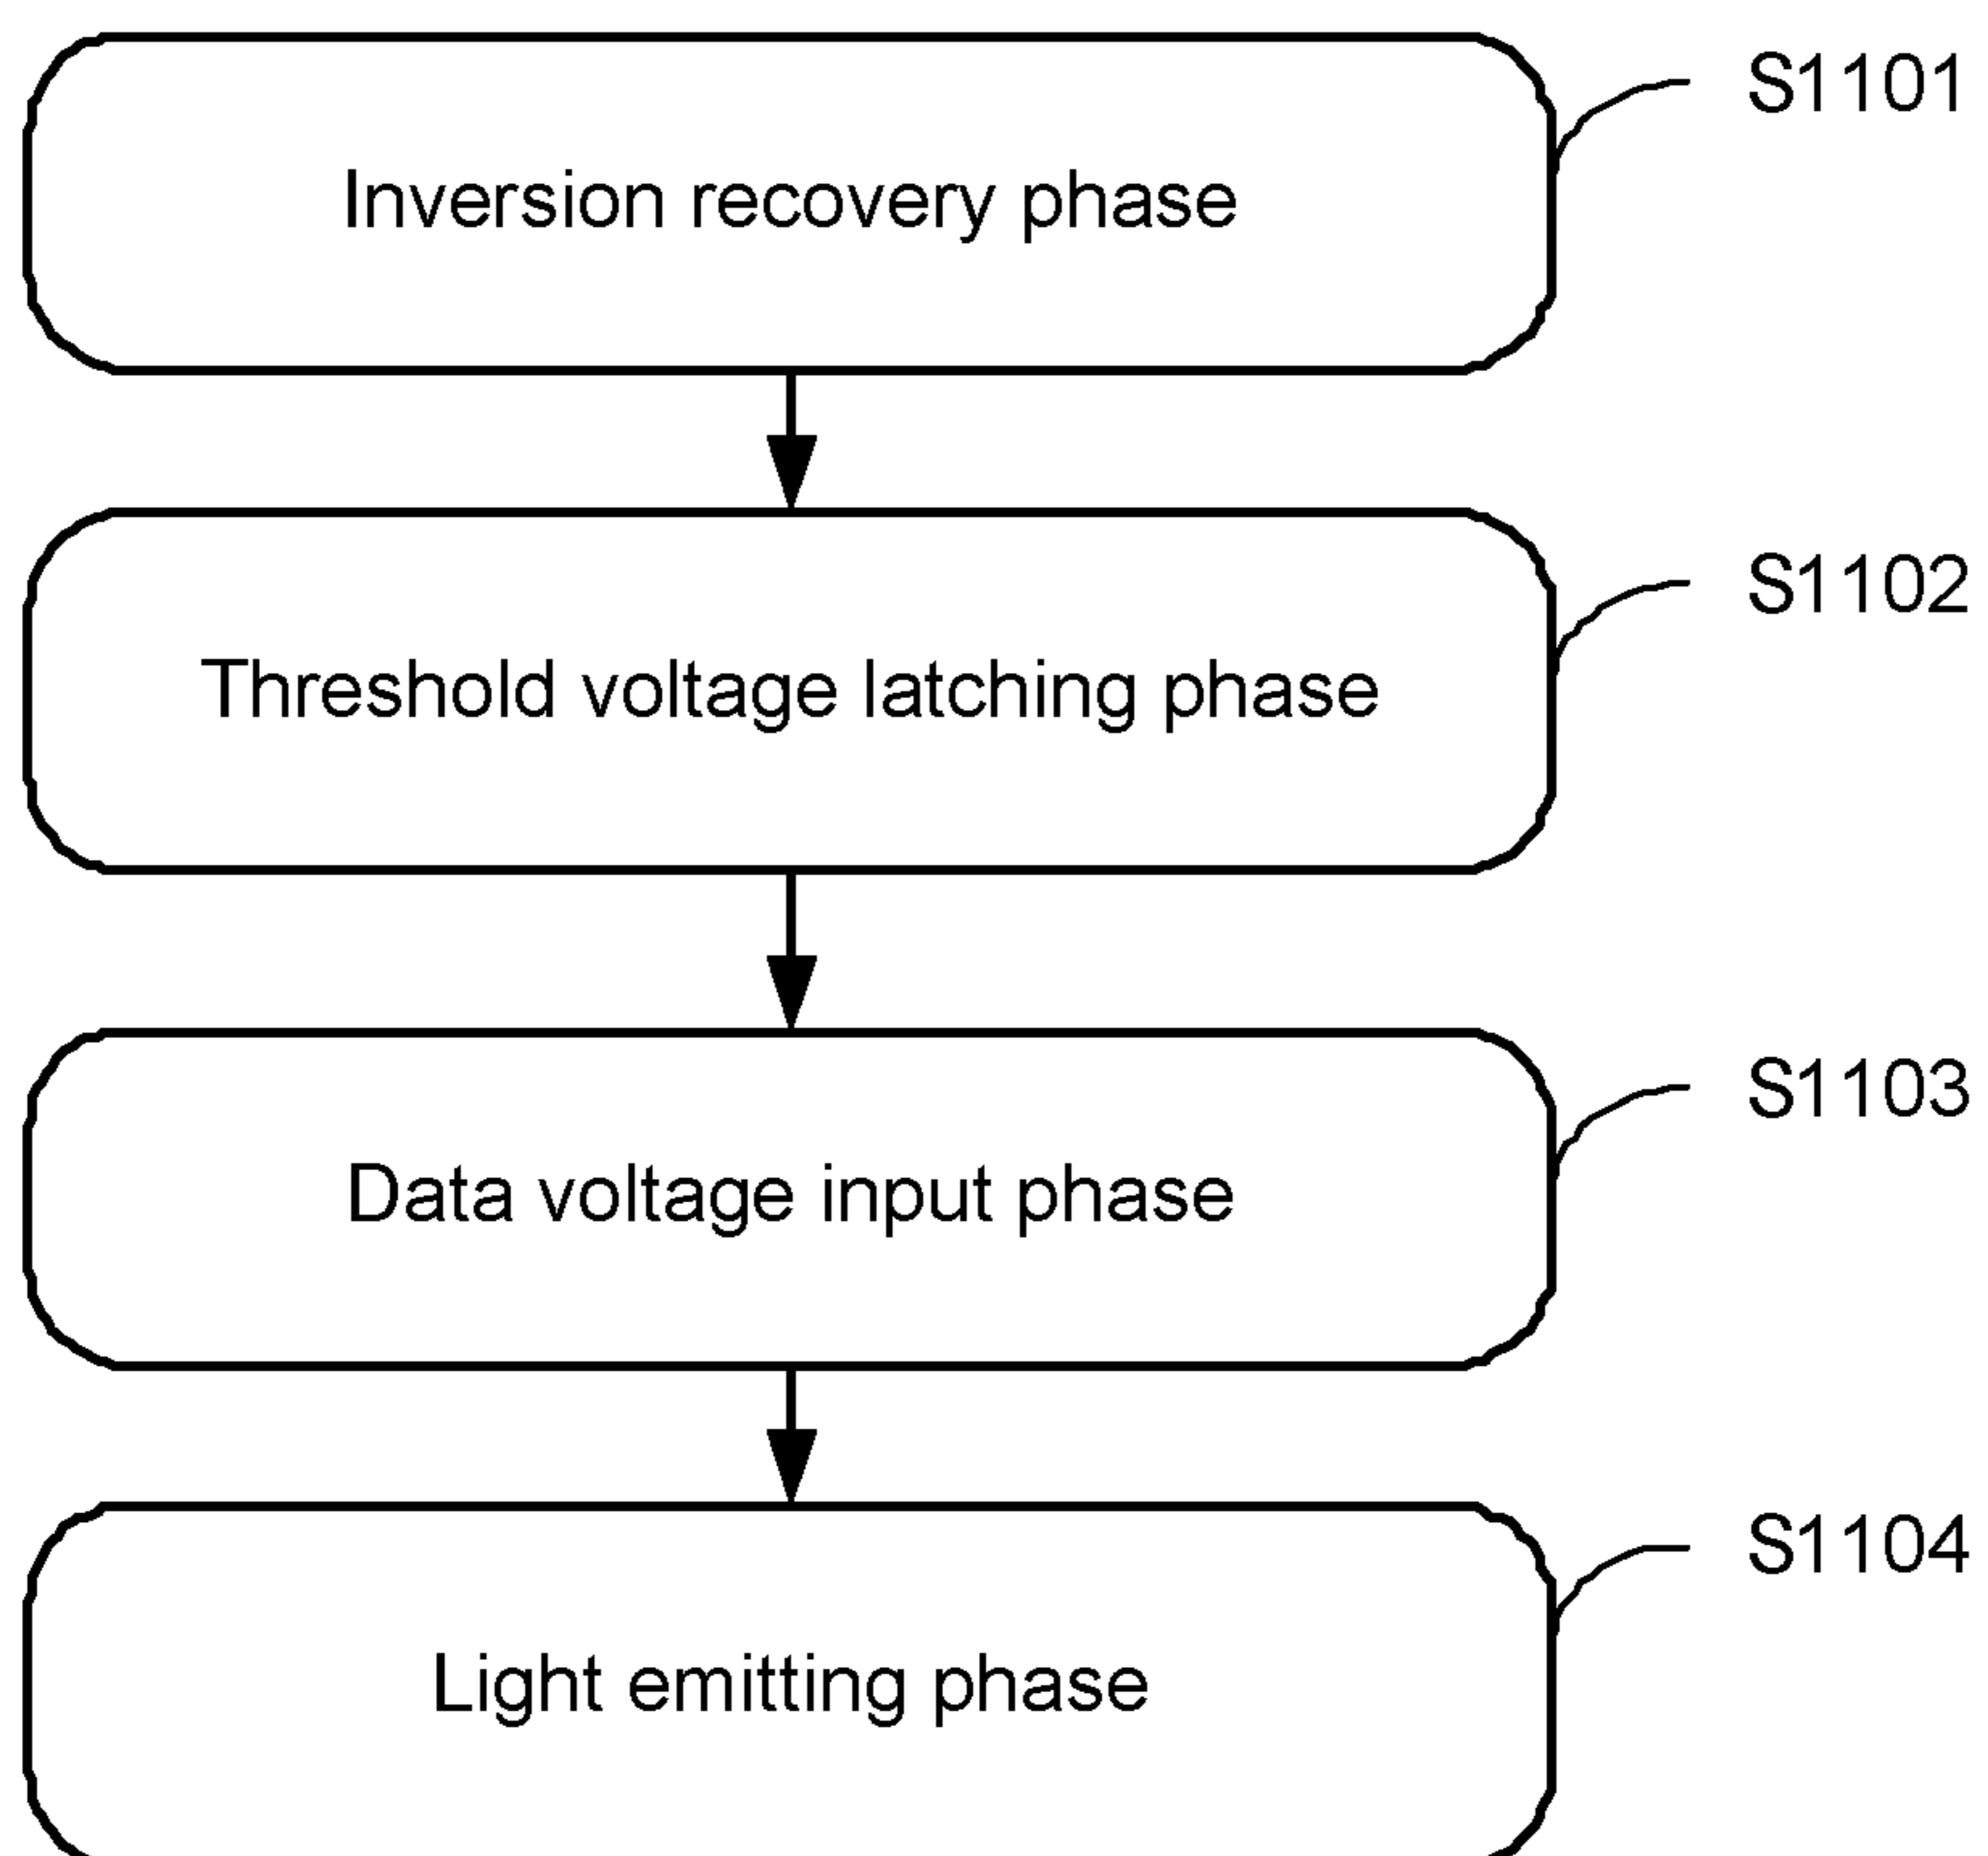 Inversion recovery phase
S1101
Threshold voltage latching phase
S1102
Data voltage input phase
S1103
Light emitting phase
S1104